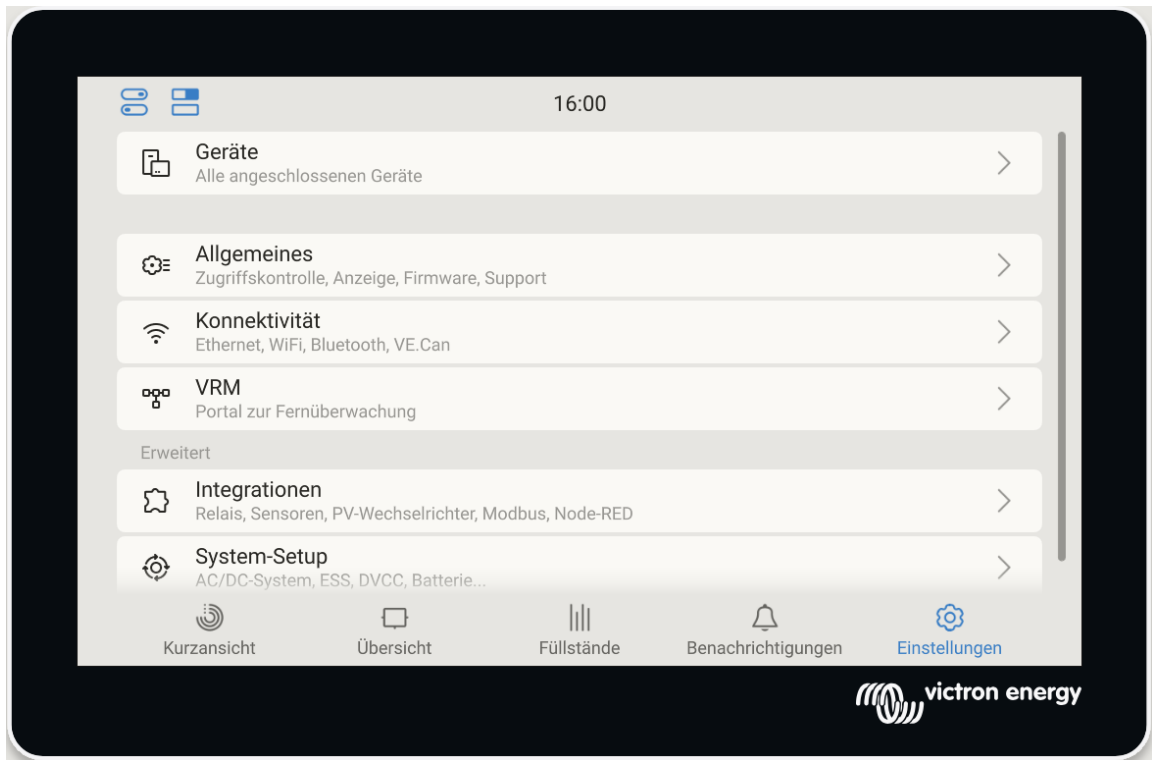 16:00
Geräte
Alle angeschlossenen Geräte
Allgemeines
Zugriffskontrolle, Anzeige, Firmware, Support
Konnektivität
Ethernet, WiFi, Bluetooth, VE.Can
VRM
Portal zur Fernüberwachung
Erweitert
Integrationen
Relais, Sensoren, PV-Wechselrichter, Modbus, Node-RED
System-Setup
AC/DC-System, ESS, DVCC, Batterie...
Kurzansicht Übersicht Füllstände Benachrichtigungen Einstellungen
victron energy